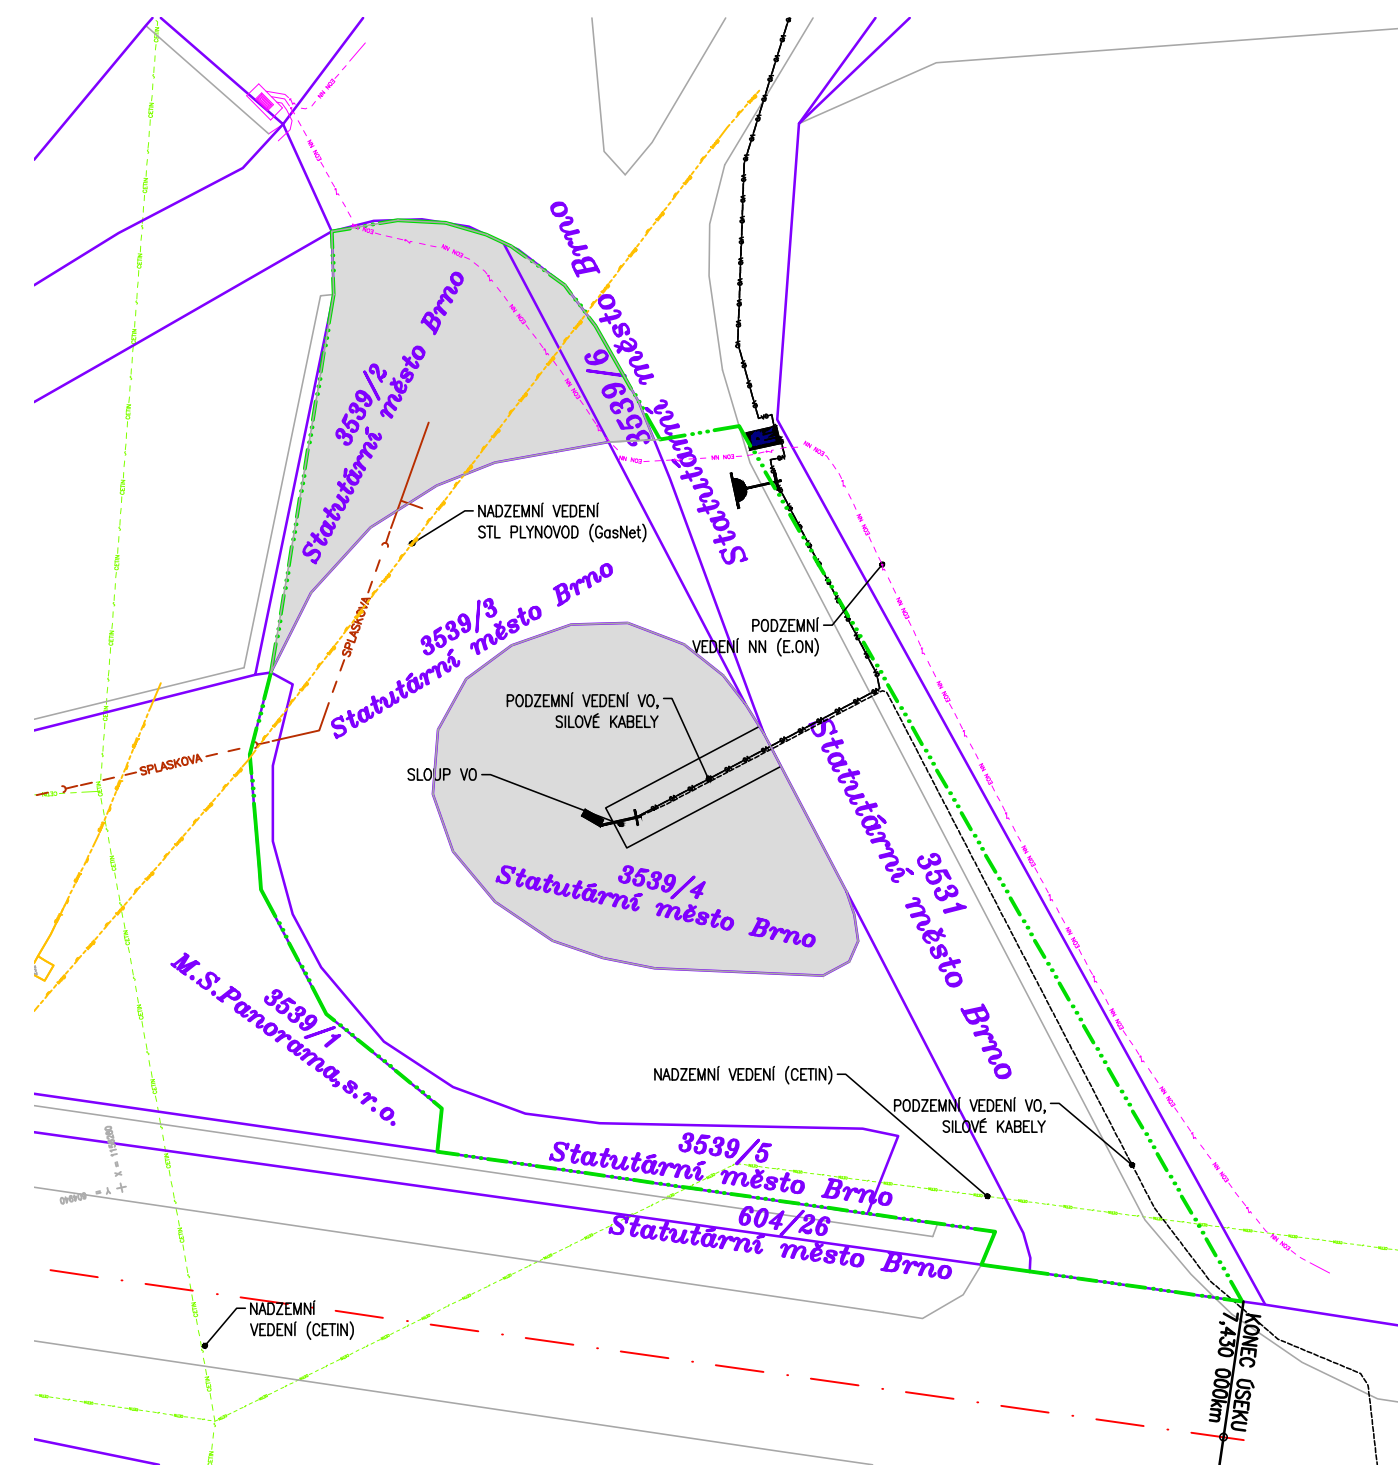 3539/2
Statutární město Brno
3539/6
Statutární město Brno
NADZEMNÍ VEDENÍ
STL PLYNOVOD (GasNet)
SPLASKOVA
3539/3
Statutární město Brno
PODZEMNÍ
VEDENÍ NN (E.ON)
PODZEMNÍ VEDENÍ VO,
SILOVÉ KABELY
SLOUP VO
SPLASKOVA
3539/4
Statutární město Brno
3531
Statutární město Brno
3539/1
M.S.Panorama,s.r.o.
NADZEMNÍ VEDENÍ (CETIN)
PODZEMNÍ VEDENÍ VO,
SILOVÉ KABELY
3539/5
Statutární město Brno
604/26
Statutární město Brno
NADZEMNÍ
VEDENÍ (CETIN)
KONEC ÚSEKU
7,430 000km